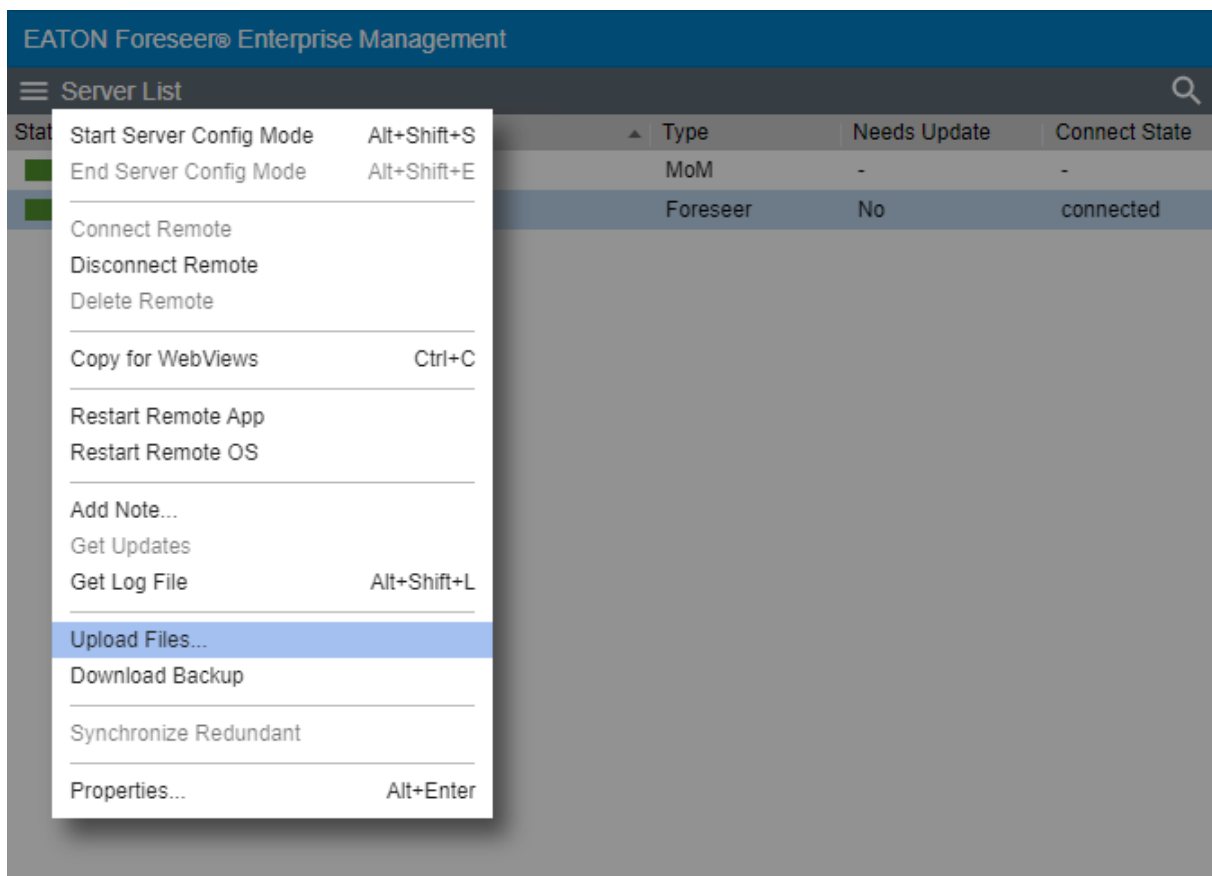 EATON Foreseer® Enterprise Management
Server List
Stat Type Needs Update Connect State
MoM - -
Foreseer No connected
Start Server Config Mode Alt+Shift+S
End Server Config Mode Alt+Shift+E
Connect Remote
Disconnect Remote
Delete Remote
Copy for WebViews Ctrl+C
Restart Remote App
Restart Remote OS
Add Note...
Get Updates
Get Log File Alt+Shift+L
Upload Files...
Download Backup
Synchronize Redundant
Properties... Alt+Enter